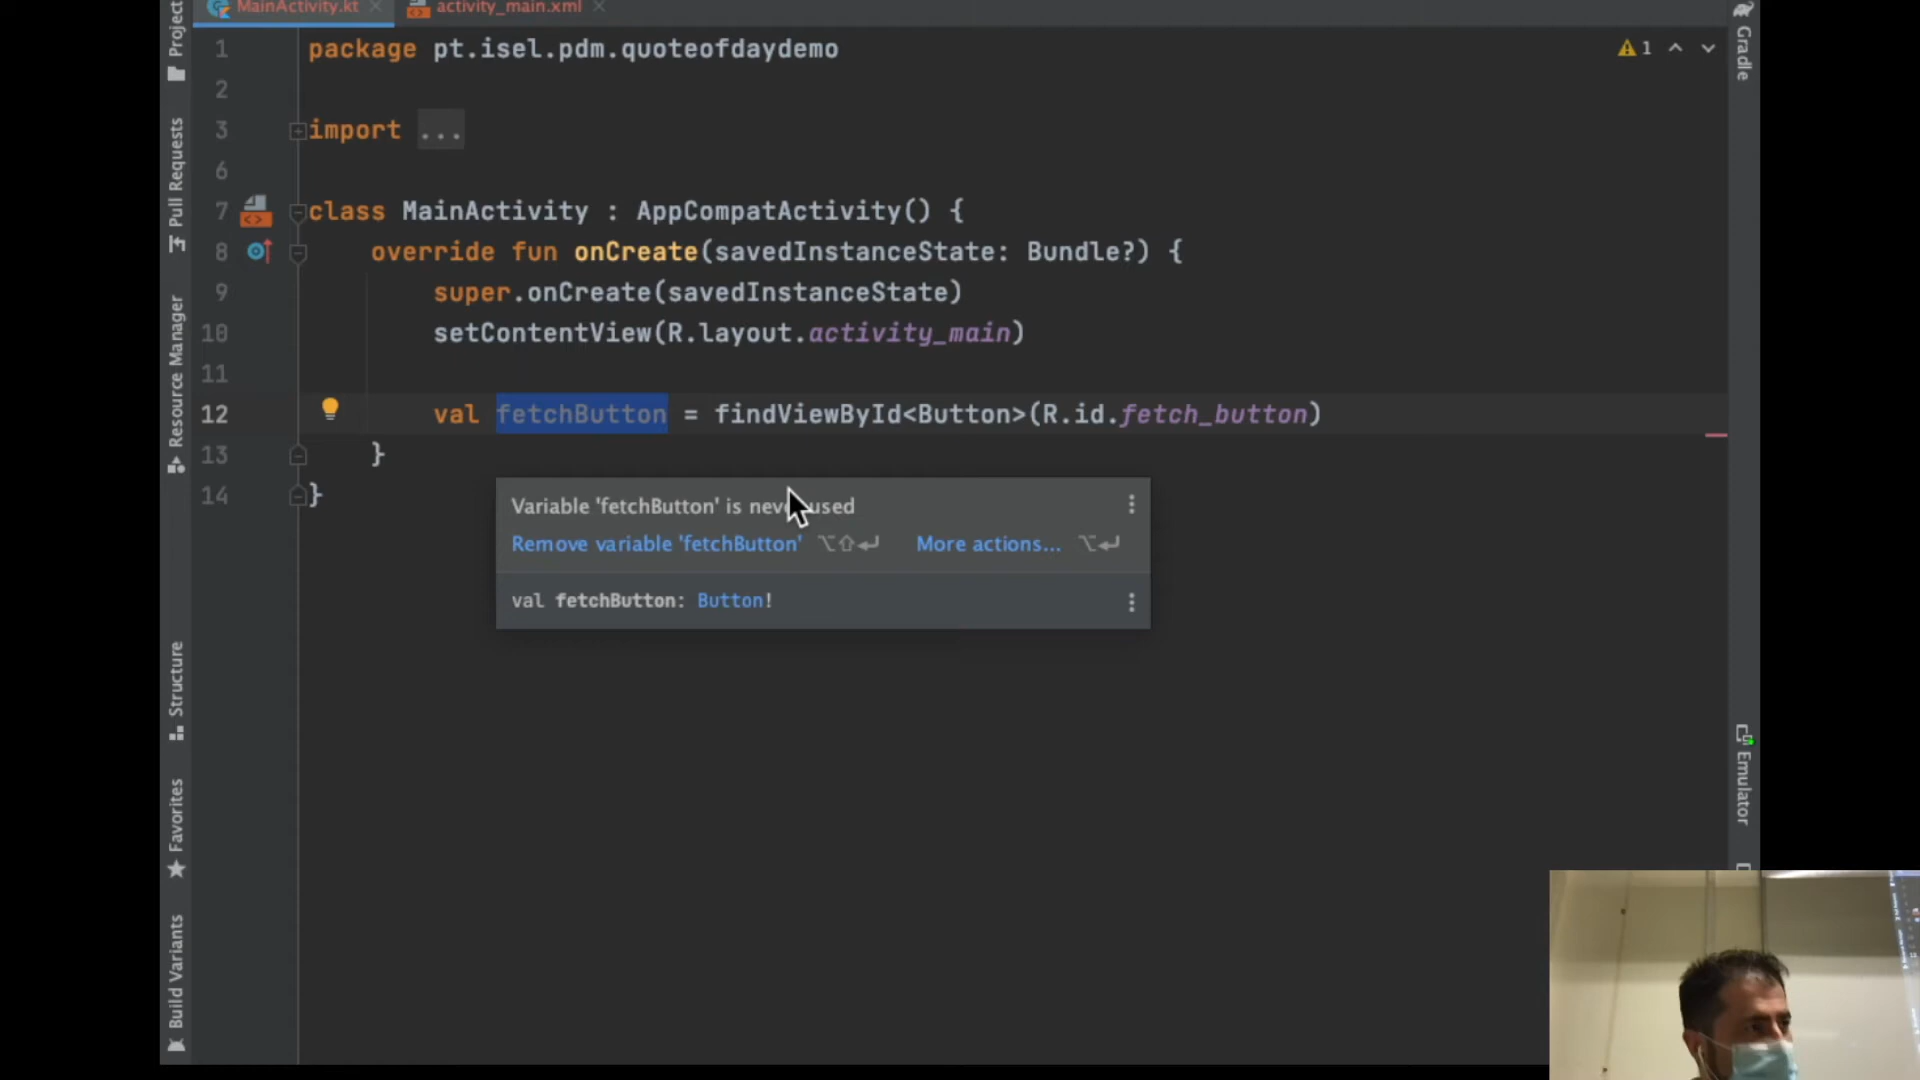 MainActivity.kt
activity_main.xml
Project
Pull Requests
Resource Manager
Structure
Favorites
Build Variants
1 package pt.isel.pdm.quoteofdaydemo
2
3 import ...
6
7 class MainActivity : AppCompatActivity() {
8 override fun onCreate(savedInstanceState: Bundle?) {
9 super.onCreate(savedInstanceState)
10 setContentView(R.layout.activity_main)
11
12 val fetchButton = findViewById<Button>(R.id.fetch_button)
13 }
14 }
Variable 'fetchButton' is never used
Remove variable 'fetchButton' ⌥⇧↩ More actions... ⌥↩
val fetchButton: Button!
1
Gradle
Emulator